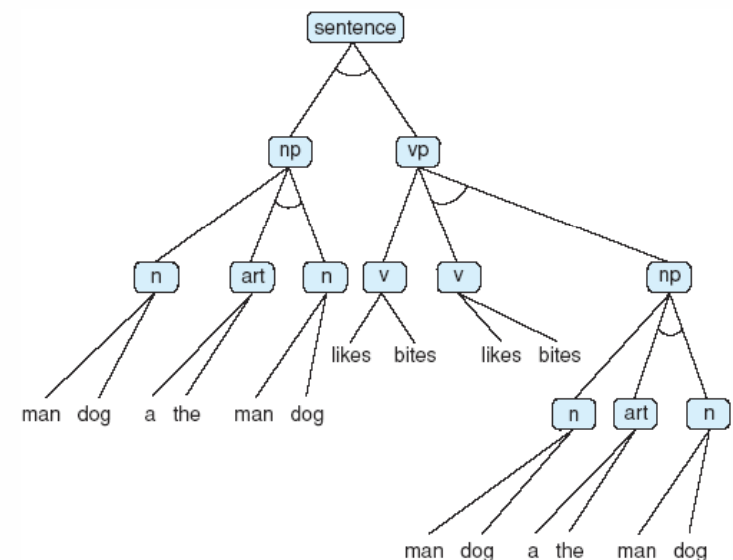 sentence
np vp
n art n v v np
likes bites likes bites
man dog a the man dog
n art n
man dog a the man dog